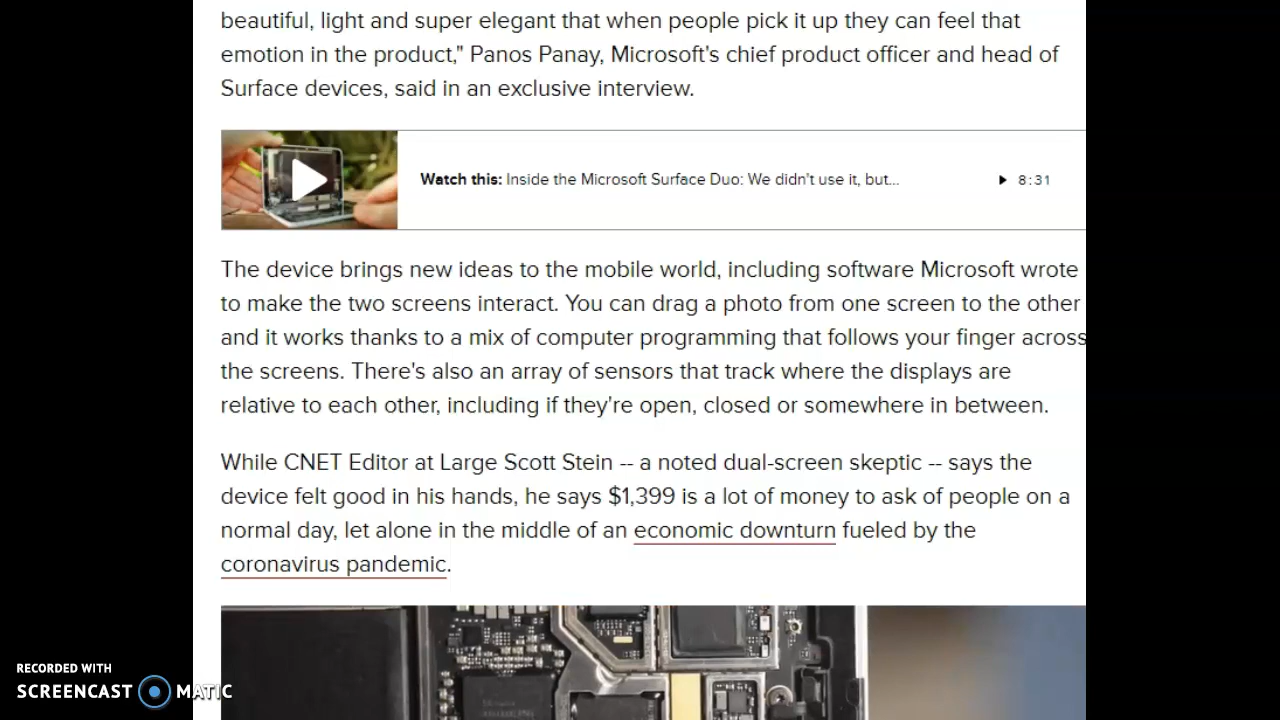 beautiful, light and super elegant that when people pick it up they can feel that
emotion in the product," Panos Panay, Microsoft's chief product officer and head of
Surface devices, said in an exclusive interview.
Watch this: Inside the Microsoft Surface Duo: We didn't use it, but... 8:31
The device brings new ideas to the mobile world, including software Microsoft wrote
to make the two screens interact. You can drag a photo from one screen to the other
and it works thanks to a mix of computer programming that follows your finger across
the screens. There's also an array of sensors that track where the displays are
relative to each other, including if they're open, closed or somewhere in between.
While CNET Editor at Large Scott Stein -- a noted dual-screen skeptic -- says the
device felt good in his hands, he says $1,399 is a lot of money to ask of people on a
normal day, let alone in the middle of an economic downturn fueled by the
coronavirus pandemic.
RECORDED WITH
SCREENCAST MATIC